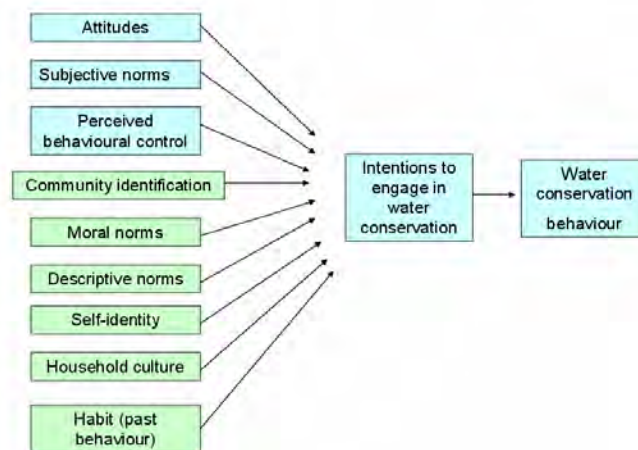 Attitudes
Subjective norms
Perceived
behavioural control
Community identification
Moral norms
Descriptive norms
Self-identity
Household culture
Habit (past
behaviour)
Intentions to
engage in
water
conservation
Water
conservation
behaviour